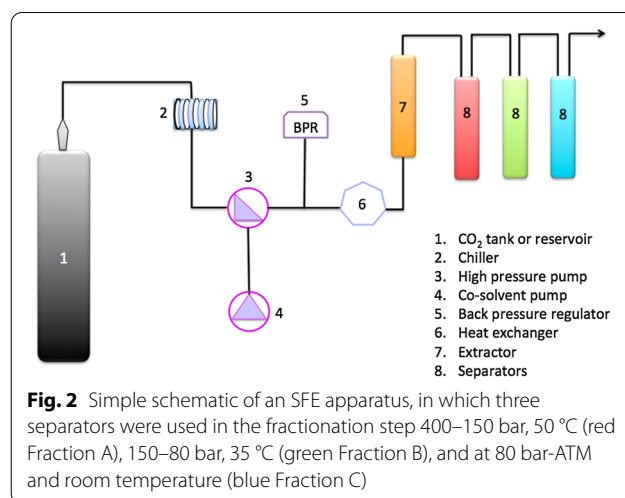 5
2
BPR
7
8
8
8
3
6
1
4
1. CO₂ tank or reservoir
2. Chiller
3. High pressure pump
4. Co-solvent pump
5. Back pressure regulator
6. Heat exchanger
7. Extractor
8. Separators
Fig. 2 Simple schematic of an SFE apparatus, in which three
separators were used in the fractionation step 400–150 bar, 50 °C (red
Fraction A), 150–80 bar, 35 °C (green Fraction B), and at 80 bar-ATM
and room temperature (blue Fraction C)